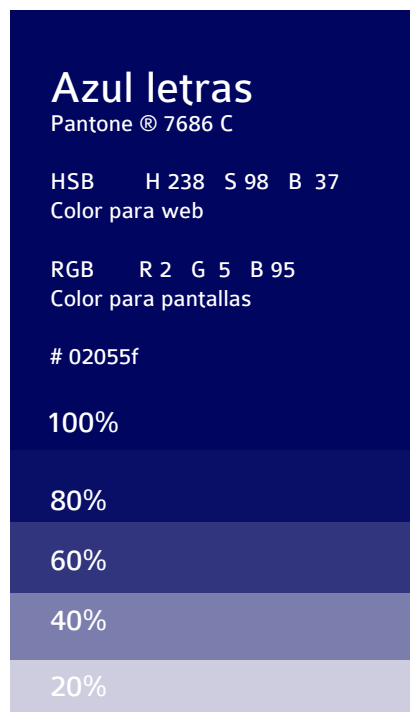 Azul letras
Pantone ® 7686 C
HSB H 238 S 98 B 37
Color para web
RGB R 2 G 5 B 95
Color para pantallas
# 02055f
100%
80%
60%
40%
20%